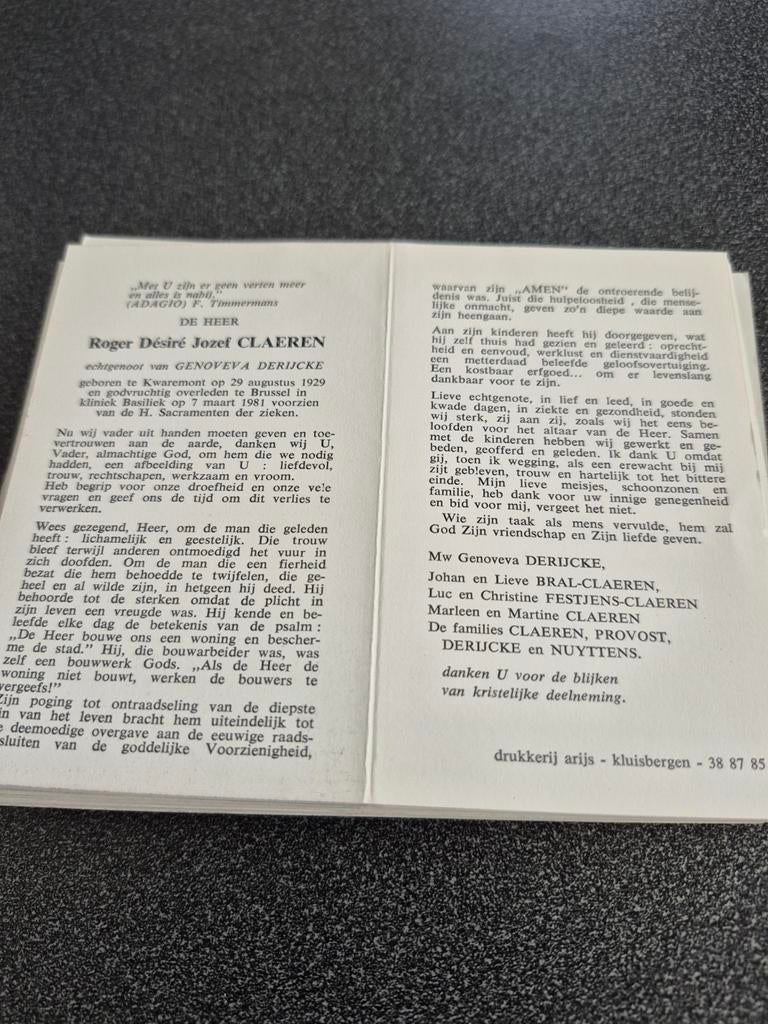 „Met U zijn er geen verten meer
en alles is nabij."
(ADAGIO) F. Timmermans
DE HEER
Roger Désiré Jozef CLAEREN
echtgenoot van GENOVEVA DERIJCKE
geboren te Kwaremont op 29 augustus 1929
en godvruchtig overleden te Brussel in
kliniek Basiliek op 7 maart 1981 voorzien
van de H. Sacramenten der zieken.
Nu wij vader uit handen moeten geven en toe-
vertrouwen aan de aarde, danken wij U,
Vader, almachtige God, om hem die we nodig
hadden, een afbeelding van U : liefdevol,
trouw, rechtschapen, werkzaam en vroom.
Heb begrip voor onze droefheid en onze vele
vragen en geef ons de tijd om dit verlies te
verwerken.
Wees gezegend, Heer, om de man die geleden
heeft : lichamelijk en geestelijk. Die trouw
bleef terwijl anderen ontmoedigd het vuur in
zich doofden. Om de man die een fierheid
bezat die hem behoedde te twijfelen, die ge-
heel en al wilde zijn, in hetgeen hij deed. Hij
behoorde tot de sterken omdat de plicht in
zijn leven een vreugde was. Hij kende en be-
leefde elke dag de betekenis van de psalm :
„De Heer bouwe ons een woning en bescher-
me de stad." Hij, die bouwarbeider was, was
zelf een bouwwerk Gods. „Als de Heer de
woning niet bouwt, werken de bouwers te
vergeefs!"
Zijn poging tot ontraadseling van de diepste
in van het leven bracht hem uiteindelijk tot
e deemoedige overgave aan de eeuwige raads-
sluiten van de goddelijke Voorzienigheid,
waarvan zijn „AMEN" de ontroerende belij-
denis was. Juist die hulpeloosheid , die mense-
lijke onmacht, geven zo'n diepe waarde aan
zijn heengaan.
Aan zijn kinderen heeft hij doorgegeven, wat
hij zelf thuis had gezien en geleerd : oprecht-
heid en eenvoud, werklust en dienstvaardigheid
een metterdaad beleefde geloofsovertuiging.
Een kostbaar erfgoed... om er levenslang
dankbaar voor te zijn.
Lieve echtgenote, in lief en leed, in goede en
kwade dagen, in ziekte en gezondheid, stonden
wij sterk, zij aan zij, zoals wij het eens be-
loofden voor het altaar van de Heer. Samen
met de kinderen hebben wij gewerkt en ge-
beden, geofferd en geleden. Ik dank U omdat
gij, toen ik wegging, als een erewacht bij mij
zijt gebleven, trouw en hartelijk tot het bittere
einde. Mijn lieve meisjes, schoonzonen en
familie, heb dank voor uw innige genegenheid
en bid voor mij, vergeet het niet.
Wie zijn taak als mens vervulde, hem zal
God Zijn vriendschap en Zijn liefde geven.
Mw Genoveva DERIJCKE,
Johan en Lieve BRAL-CLAEREN,
Luc en Christine FESTJENS-CLAEREN
Marleen en Martine CLAEREN
De families CLAEREN, PROVOST,
DERIJCKE en NUYTTENS.
danken U voor de blijken
van kristelijke deelneming.
drukkerij arijs - kluisbergen - 38 87 85